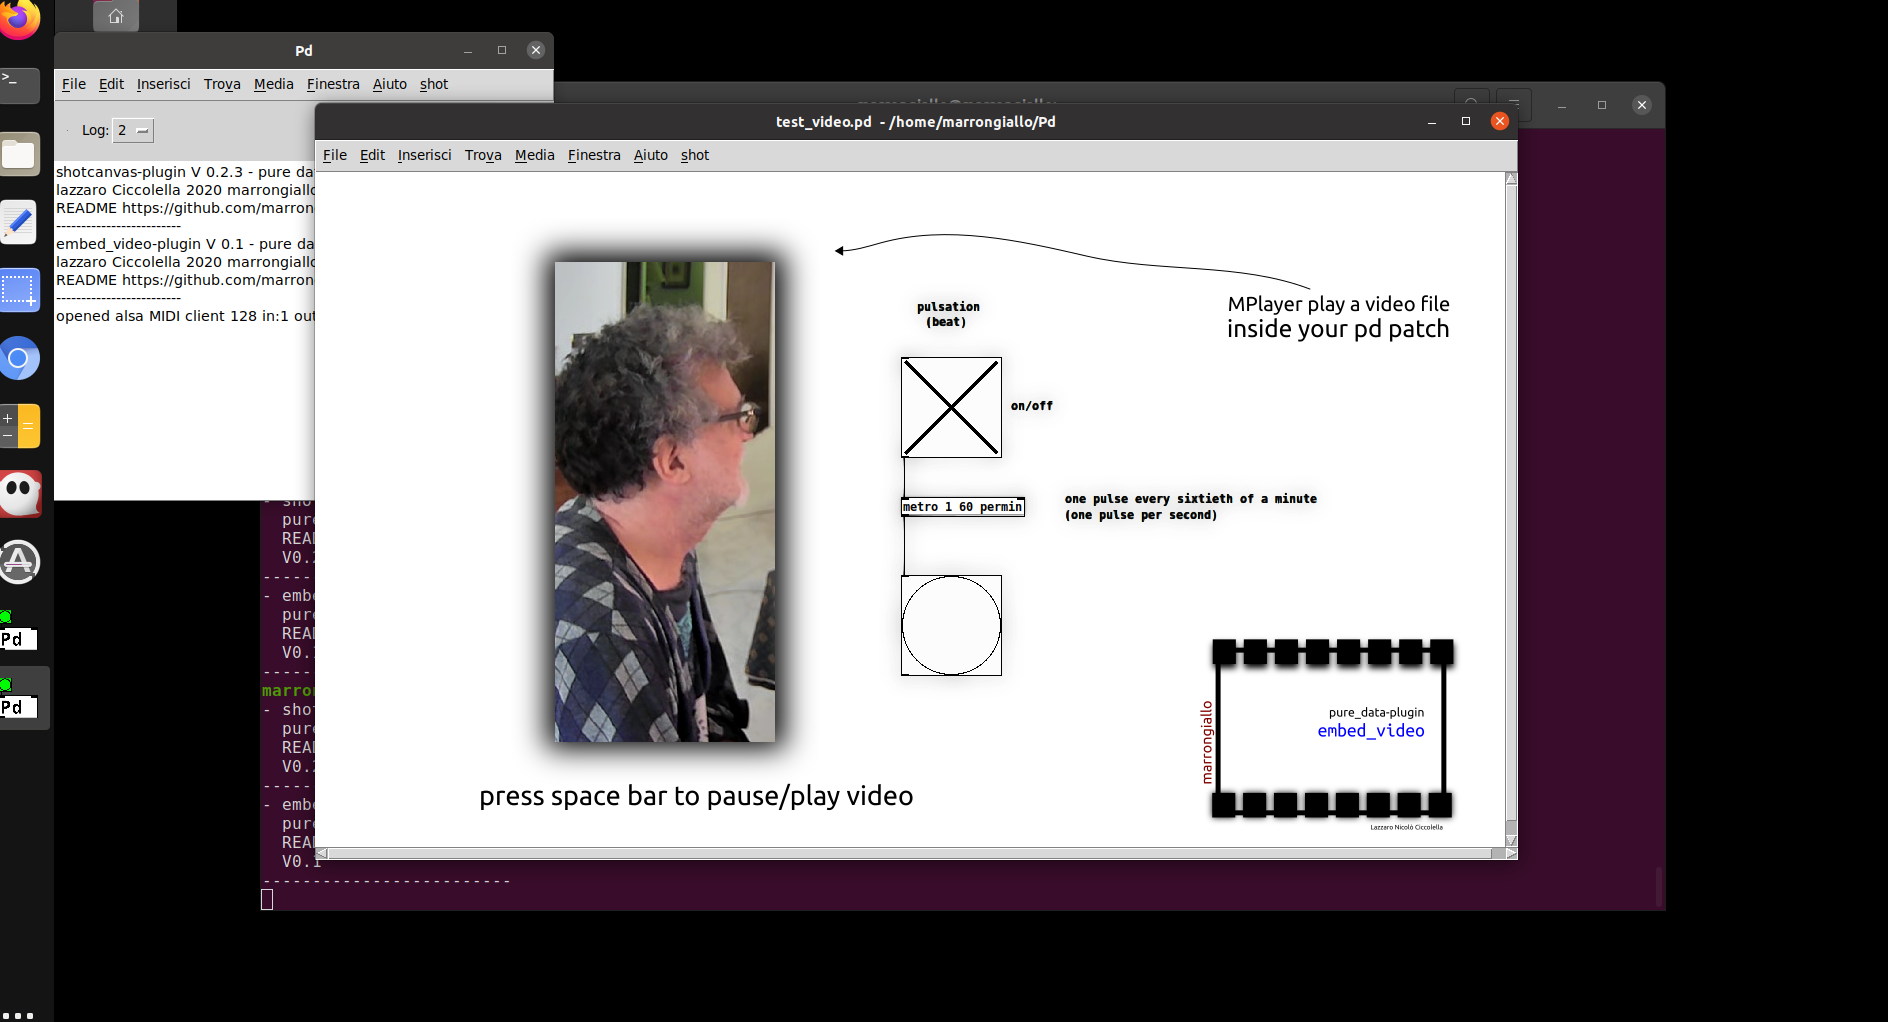 Pd
File Edit Inserisci Trova Media Finestra Aiuto shot
Log: 2
shotcanvas-plugin V 0.2.3 - pure da
lazzaro Ciccolella 2020 marrongiallo
README https://github.com/marron
-------------------------
embed_video-plugin V 0.1 - pure da
lazzaro Ciccolella 2020 marrongiallo
README https://github.com/marron
-------------------------
opened alsa MIDI client 128 in:1 out
test_video.pd - /home/marrongiallo/Pd
File Edit Inserisci Trova Media Finestra Aiuto shot
MPlayer play a video file
inside your pd patch
pulsation
(beat)
on/off
metro 1 60 permin
one pulse every sixtieth of a minute
(one pulse per second)
press space bar to pause/play video
marrongiallo
pure_data-plugin
embed_video
Lazzaro Nicolò Ciccolella
- sho
pure
REA
V0.
-----
- emb
pure
REA
V0.
-----
marro
- sho
pure
REA
V0.
-----
- emb
pure
REA
V0.1
-------------------------
Pd
Pd